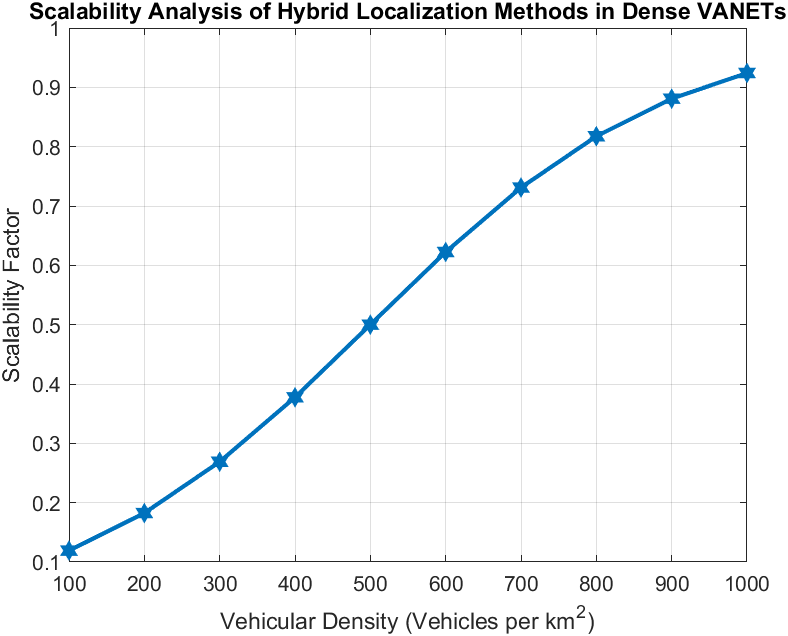 Scalability Analysis of Hybrid Localization Methods in Dense VANETs
1
0.9
0.8
0.7
0.6
0.5
0.4
0.3
0.2
0.1
Scalability Factor
100 200 300 400 500 600 700 800 900 1000
Vehicular Density (Vehicles per km²)